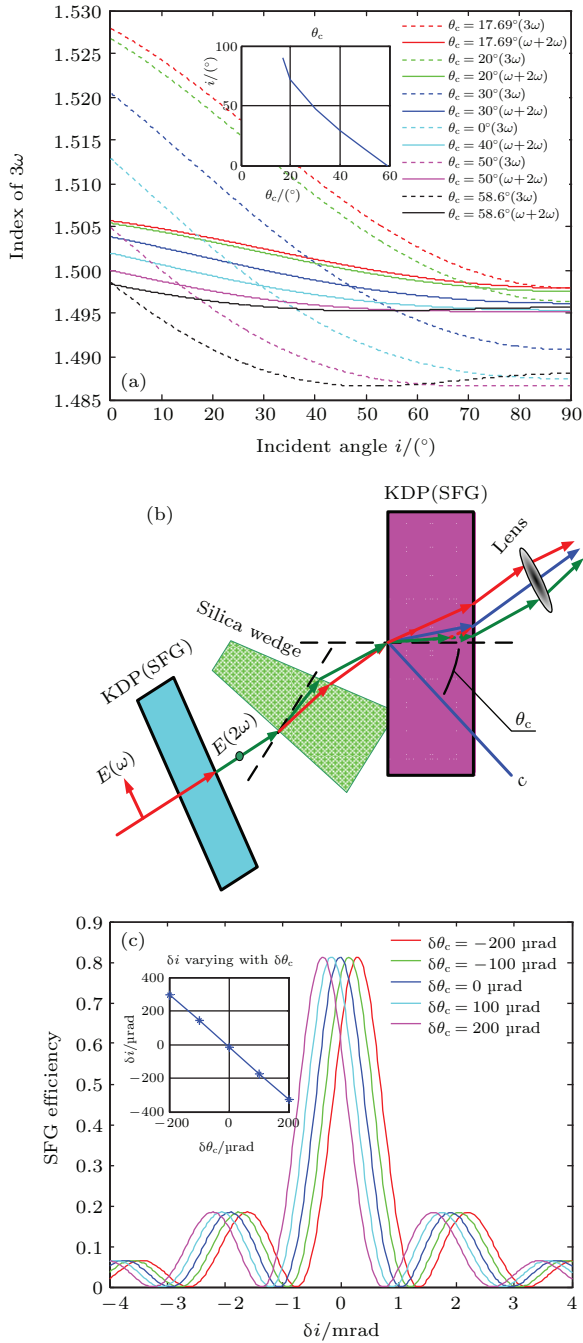 1.530
1.525
1.520
1.515
1.510
1.505
1.500
1.495
1.490
1.485
Index of 3ω
0 10 20 30 40 50 60 70 80 90
Incident angle i/(°)
(a)
θc
100
50
0
i/(°)
0 20 40 60
θc/(°)
θc = 17.69°(3ω)
θc = 17.69°(ω+2ω)
θc = 20°(3ω)
θc = 20°(ω+2ω)
θc = 30°(3ω)
θc = 30°(ω+2ω)
θc = 0°(3ω)
θc = 40°(ω+2ω)
θc = 50°(3ω)
θc = 50°(ω+2ω)
θc = 58.6°(3ω)
θc = 58.6°(ω+2ω)
(b)
KDP(SFG)
Lens
Silica wedge
KDP(SFG)
E(2ω)
E(ω)
θc
c
(c)
0.9
0.8
0.7
0.6
0.5
0.4
0.3
0.2
0.1
0
SFG efficiency
−4 −3 −2 −1 0 1 2 3 4
δi/mrad
δi varying with δθc
400
200
0
−200
−400
δi/μrad
−200 0 200
δθc/μrad
δθc = −200 μrad
δθc = −100 μrad
δθc = 0 μrad
δθc = 100 μrad
δθc = 200 μrad